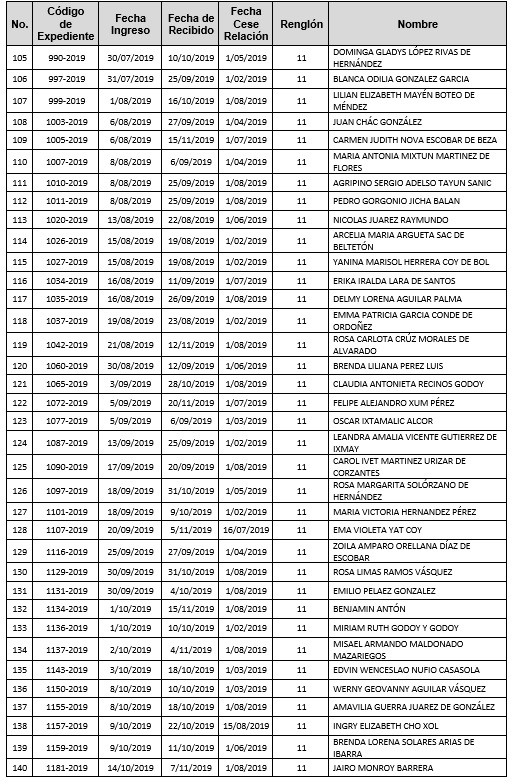 No. Código de Expediente Fecha Ingreso Fecha de Recibido Fecha Cese Relación Renglón Nombre
105 990-2019 30/07/2019 10/10/2019 1/05/2019 11 DOMINGA GLADYS LÓPEZ RIVAS DE HERNÁNDEZ
106 997-2019 31/07/2019 25/09/2019 1/02/2019 11 BLANCA ODILIA GONZALEZ GARCIA
107 999-2019 1/08/2019 16/10/2019 1/08/2019 11 LILIAN ELIZABETH MAYÉN BOTEO DE MÉNDEZ
108 1003-2019 6/08/2019 27/09/2019 1/04/2019 11 JUAN CHÁC GONZÁLEZ
109 1005-2019 6/08/2019 15/11/2019 1/07/2019 11 CARMEN JUDITH NOVA ESCOBAR DE BEZA
110 1007-2019 8/08/2019 6/09/2019 1/04/2019 11 MARIA ANTONIA MIXTUN MARTINEZ DE FLORES
111 1010-2019 8/08/2019 25/09/2019 1/08/2019 11 AGRIPINO SERGIO ADELSO TAYUN SANIC
112 1011-2019 8/08/2019 25/09/2019 1/08/2019 11 PEDRO GORGONIO JICHA BALAN
113 1020-2019 13/08/2019 22/08/2019 1/06/2019 11 NICOLAS JUAREZ RAYMUNDO
114 1026-2019 15/08/2019 19/08/2019 1/02/2019 11 ARCELIA MARIA ARGUETA SAC DE BELTETÓN
115 1027-2019 15/08/2019 19/08/2019 1/02/2019 11 YANINA MARISOL HERRERA COY DE BOL
116 1034-2019 16/08/2019 11/09/2019 1/07/2019 11 ERIKA IRALDA LARA DE SANTOS
117 1035-2019 16/08/2019 26/09/2019 1/08/2019 11 DELMY LORENA AGUILAR PALMA
118 1037-2019 19/08/2019 23/08/2019 1/02/2019 11 EMMA PATRICIA GARCIA CONDE DE ORDOÑEZ
119 1042-2019 21/08/2019 12/11/2019 1/08/2019 11 ROSA CARLOTA CRÚZ MORALES DE ALVARADO
120 1060-2019 30/08/2019 12/09/2019 1/06/2019 11 BRENDA LILIANA PEREZ LUIS
121 1065-2019 3/09/2019 28/10/2019 1/08/2019 11 CLAUDIA ANTONIETA RECINOS GODOY
122 1072-2019 5/09/2019 20/11/2019 1/07/2019 11 FELIPE ALEJANDRO XUM PÉREZ
123 1077-2019 5/09/2019 6/09/2019 1/03/2019 11 OSCAR IXTAMALIC ALCOR
124 1087-2019 13/09/2019 25/09/2019 1/02/2019 11 LEANDRA AMALIA VICENTE GUTIERREZ DE IXMAY
125 1090-2019 17/09/2019 20/09/2019 1/08/2019 11 CAROL IVET MARTINEZ URIZAR DE CORZANTES
126 1097-2019 18/09/2019 31/10/2019 1/05/2019 11 ROSA MARGARITA SOLÓRZANO DE HERNÁNDEZ
127 1101-2019 18/09/2019 9/10/2019 1/02/2019 11 MARIA VICTORIA HERNANDEZ PÉREZ
128 1107-2019 20/09/2019 5/11/2019 16/07/2019 11 EMA VIOLETA YAT COY
129 1116-2019 25/09/2019 27/09/2019 1/04/2019 11 ZOILA AMPARO ORELLANA DÍAZ DE ESCOBAR
130 1129-2019 30/09/2019 31/10/2019 1/08/2019 11 ROSA LIMAS RAMOS VÁSQUEZ
131 1131-2019 30/09/2019 4/10/2019 1/08/2019 11 EMILIO PELAEZ GONZALEZ
132 1134-2019 1/10/2019 15/11/2019 1/08/2019 11 BENJAMIN ANTÓN
133 1136-2019 1/10/2019 10/10/2019 1/02/2019 11 MIRIAM RUTH GODOY Y GODOY
134 1137-2019 2/10/2019 4/11/2019 1/08/2019 11 MISAEL ARMANDO MALDONADO MAZARIEGOS
135 1143-2019 3/10/2019 18/10/2019 1/03/2019 11 EDVIN WENCESLAO NUFIO CASASOLA
136 1150-2019 8/10/2019 10/10/2019 1/03/2019 11 WERNY GEOVANNY AGUILAR VÁSQUEZ
137 1155-2019 8/10/2019 18/10/2019 1/08/2019 11 AMAVILIA GUERRA JUAREZ DE GONZÁLEZ
138 1157-2019 9/10/2019 22/10/2019 15/08/2019 11 INGRY ELIZABETH CHO XOL
139 1159-2019 9/10/2019 11/10/2019 1/06/2019 11 BRENDA LORENA SOLARES ARIAS DE IBARRA
140 1181-2019 14/10/2019 7/11/2019 1/08/2019 11 JAIRO MONROY BARRERA